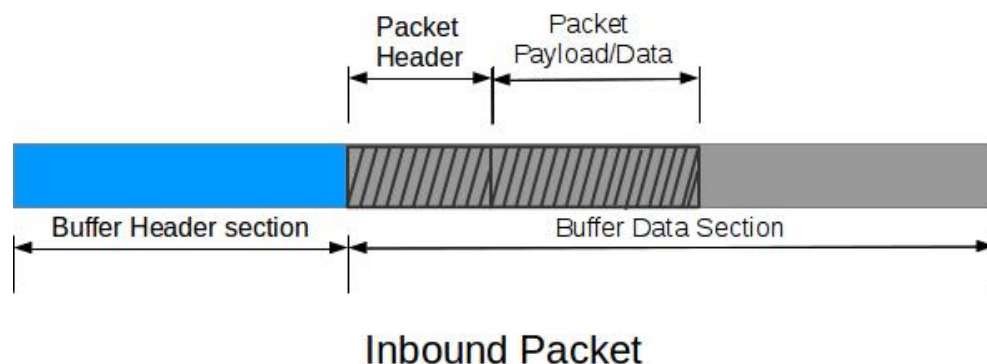 Packet
Header
Packet
Payload/Data
Buffer Header section
Buffer Data Section
Inbound Packet